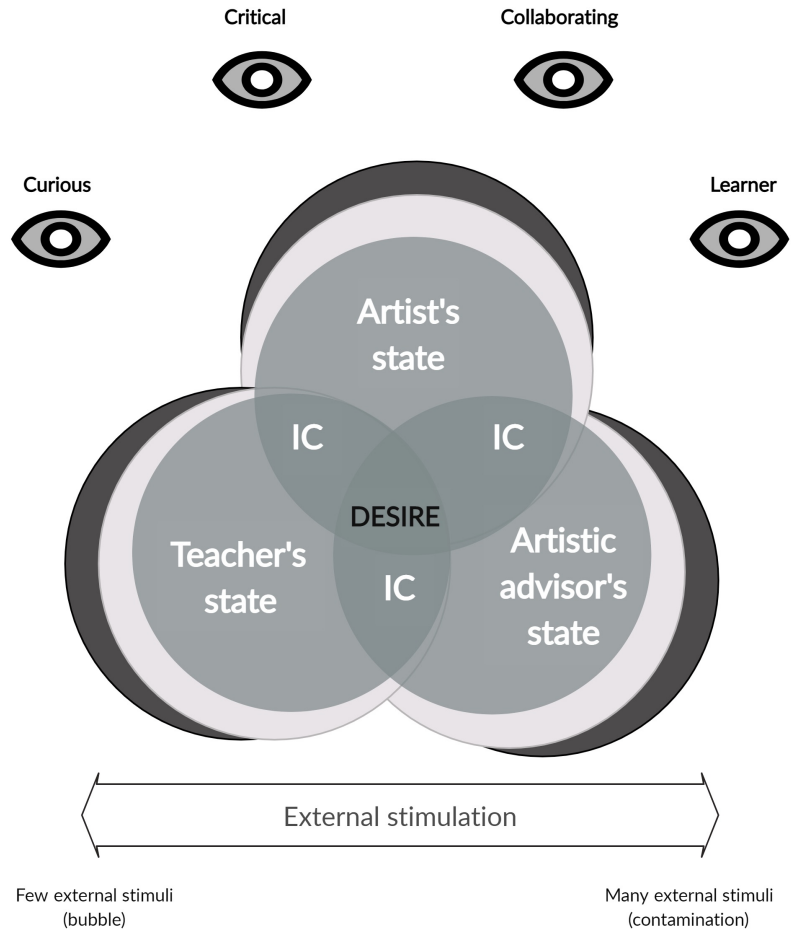 Critical
Collaborating
Curious
Learner
Artist's
state
IC
IC
DESIRE
Teacher's
state
Artistic
advisor's
state
IC
External stimulation
Few external stimuli
(bubble)
Many external stimuli
(contamination)